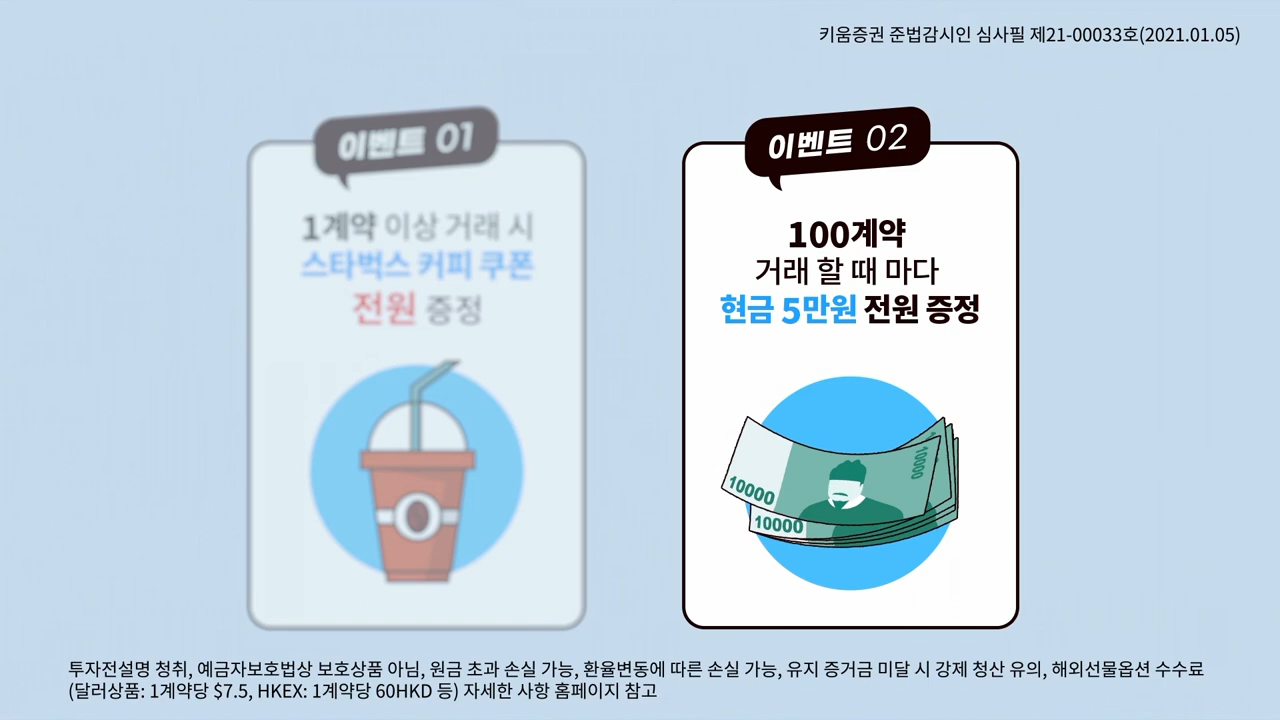 키움증권 준법감시인 심사필 제21-00033호(2021.01.05)
이벤트 01
1계약 이상 거래 시
스타벅스 커피 쿠폰
전원 증정
이벤트 02
100계약
거래 할 때 마다
현금 5만원 전원 증정
10000
10000
10000
투자전설명 청취, 예금자보호법상 보호상품 아님, 원금 초과 손실 가능, 환율변동에 따른 손실 가능, 유지 증거금 미달 시 강제 청산 유의, 해외선물옵션 수수료
(달러상품: 1계약당 $7.5, HKEX: 1계약당 60HKD 등) 자세한 사항 홈페이지 참고